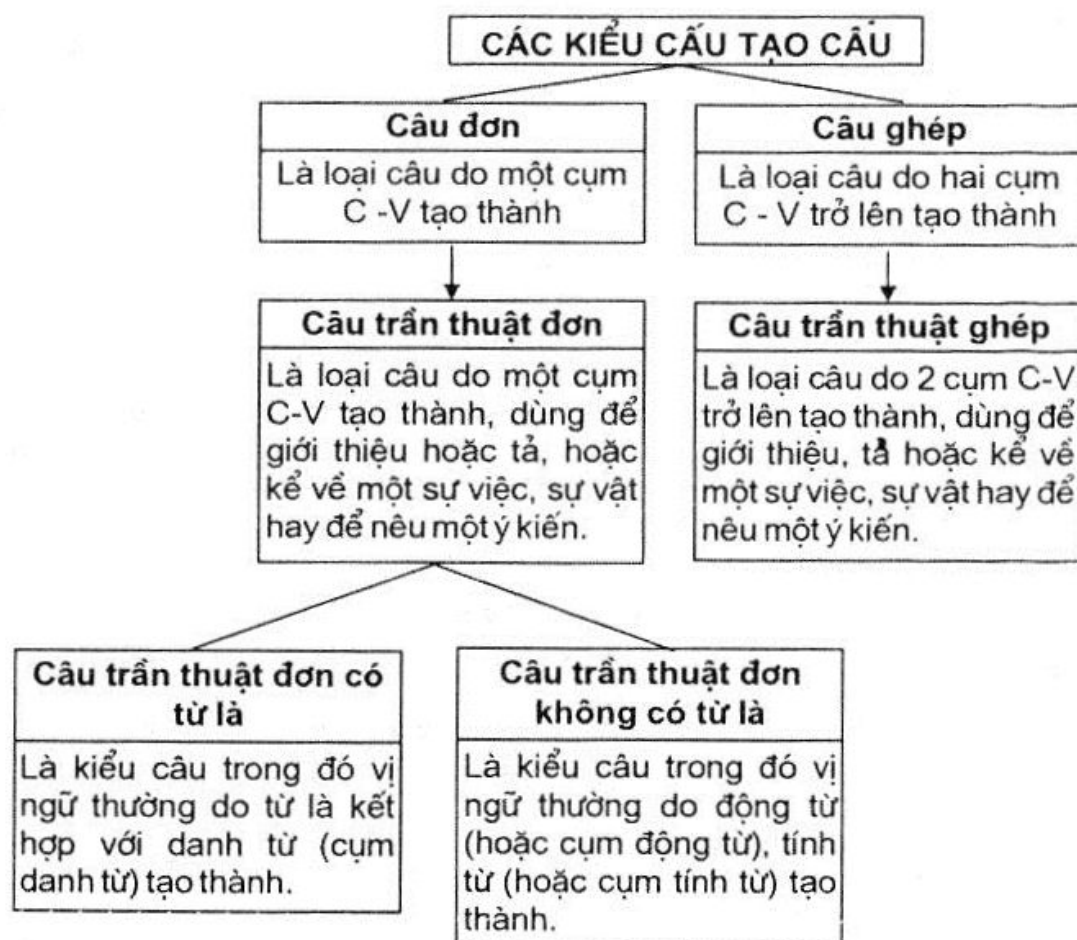 CÁC KIỂU CẤU TẠO CÂU
Câu đơn
Là loại câu do một cụm
C -V tạo thành
Câu ghép
Là loại câu do hai cụm
C - V trở lên tạo thành
Câu trần thuật đơn
Là loại câu do một cụm
C-V tạo thành, dùng để
giới thiệu hoặc tả, hoặc
kể về một sự việc, sự vật
hay để nêu một ý kiến.
Câu trần thuật ghép
Là loại câu do 2 cụm C-V
trở lên tạo thành, dùng để
giới thiệu, tả hoặc kể về
một sự việc, sự vật hay để
nêu một ý kiến.
Câu trần thuật đơn có
từ là
Là kiểu câu trong đó vị
ngữ thường do từ là kết
hợp với danh từ (cụm
danh từ) tạo thành.
Câu trần thuật đơn
không có từ là
Là kiểu câu trong đó vị
ngữ thường do động từ
(hoặc cụm động từ), tính
từ (hoặc cụm tính từ) tạo
thành.